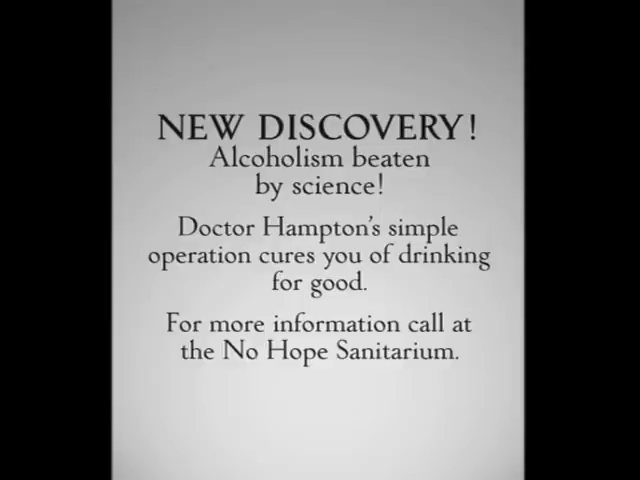 NEW DISCOVERY!
Alcoholism beaten
by science!
Doctor Hampton's simple
operation cures you of drinking
for good.
For more information call at
the No Hope Sanitarium.